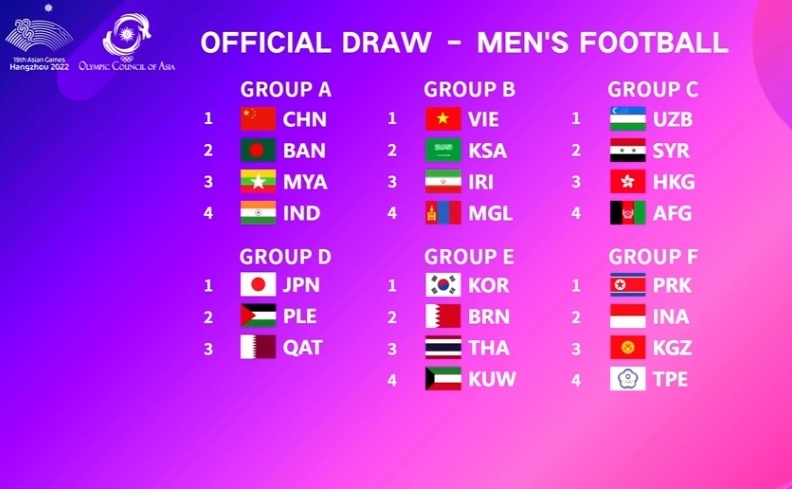 19th Asian Games
Hangzhou 2022
OLYMPIC COUNCIL OF ASIA
OFFICIAL DRAW - MEN'S FOOTBALL
GROUP A
1 CHN
2 BAN
3 MYA
4 IND
GROUP B
1 VIE
2 KSA
3 IRI
4 MGL
GROUP C
1 UZB
2 SYR
3 HKG
4 AFG
GROUP D
1 JPN
2 PLE
3 QAT
GROUP E
1 KOR
2 BRN
3 THA
4 KUW
GROUP F
1 PRK
2 INA
3 KGZ
4 TPE